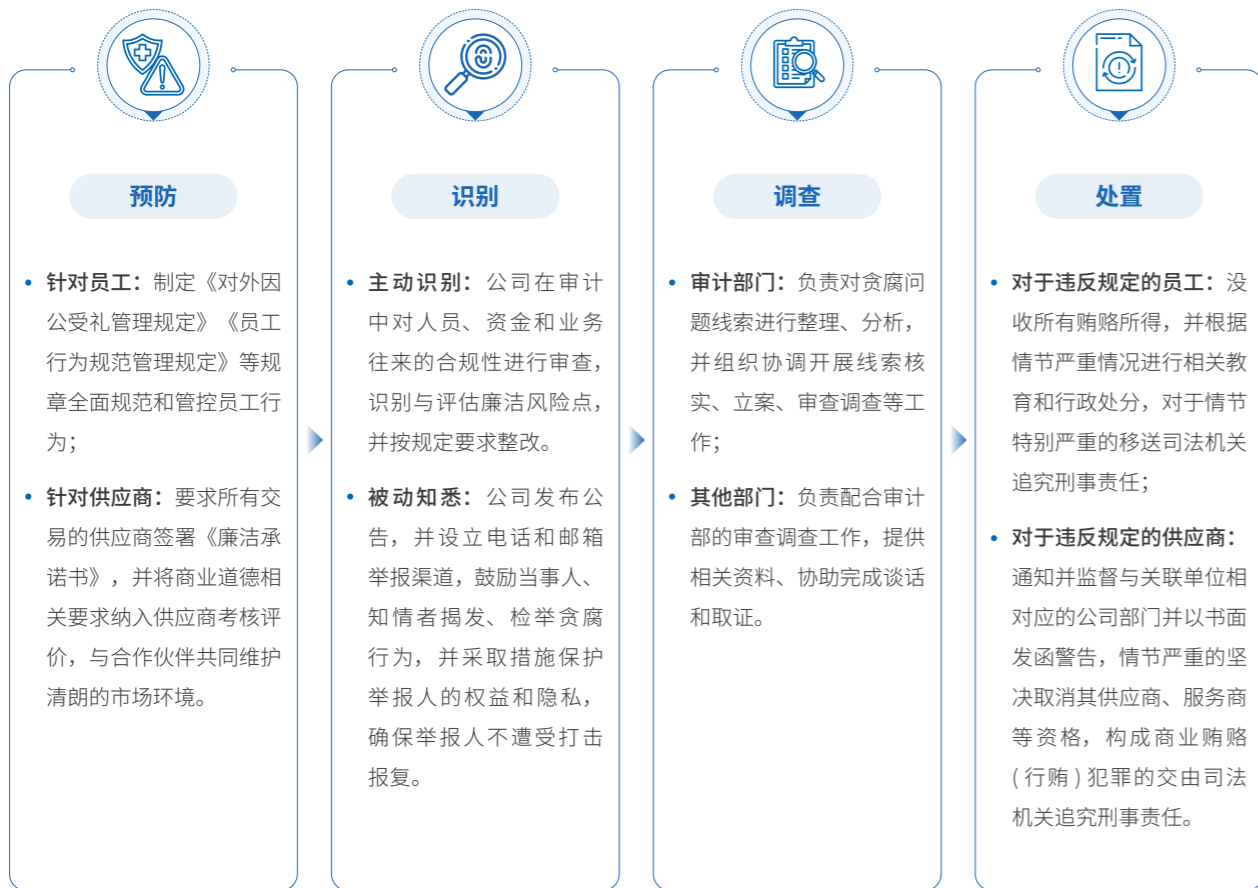 预防
针对员工：制定《对外因
公受礼管理规定》《员工
行为规范管理规定》等规
章全面规范和管控员工行
为；
针对供应商：要求所有交
易的供应商签署《廉洁承
诺书》，并将商业道德相
关要求纳入供应商考核评
价，与合作伙伴共同维护
清朗的市场环境。
识别
主动识别：公司在审计
中对人员、资金和业务
往来的合规性进行审查，
识别与评估廉洁风险点，
并按规定要求整改。
被动知悉：公司发布公
告，并设立电话和邮箱
举报渠道，鼓励当事人、
知情者揭发、检举贪腐
行为，并采取措施保护
举报人的权益和隐私，
确保举报人不遭受打击
报复。
调查
审计部门：负责对贪腐问
题线索进行整理、分析，
并组织协调开展线索核
实、立案、审查调查等工
作；
其他部门：负责配合审计
部的审查调查工作，提供
相关资料、协助完成谈话
和取证。
处置
对于违反规定的员工：没
收所有贿赂所得，并根据
情节严重情况进行相关教
育和行政处分，对于情节
特别严重的移送司法机关
追究刑事责任；
对于违反规定的供应商：
通知并监督与关联单位相
对应的公司部门并以书面
发函警告，情节严重的坚
决取消其供应商、服务商
等资格，构成商业贿赂
(行贿)犯罪的交由司法
机关追究刑事责任。